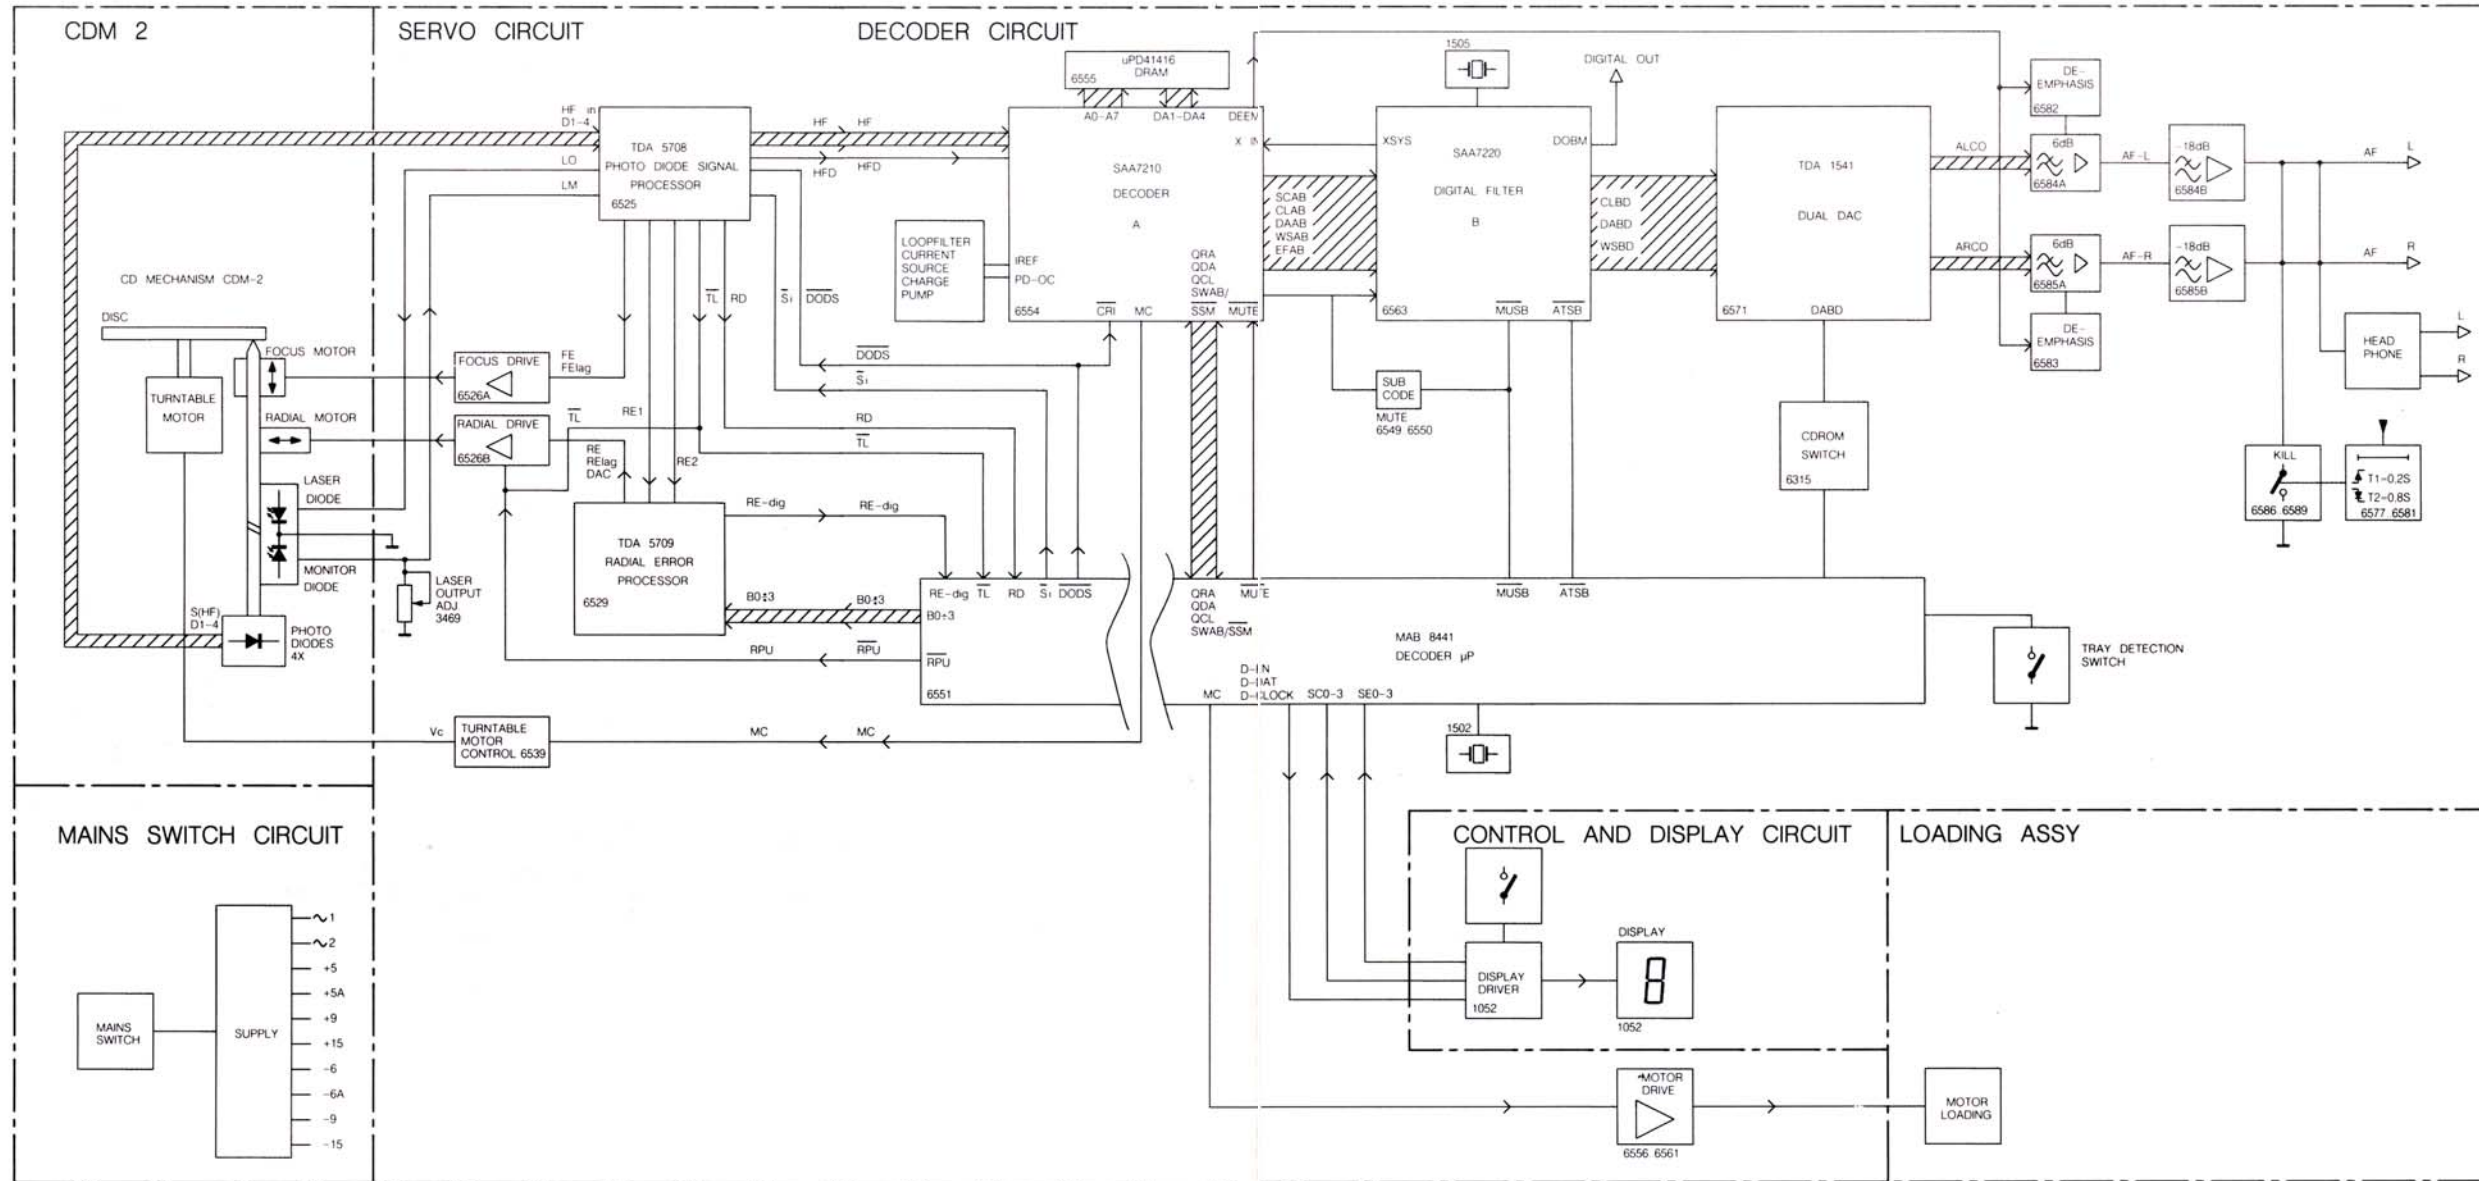 CDM 2
SERVO CIRCUIT
DECODER CIRCUIT
HF in
D1-4
LO
LM
TDA 5708
PHOTO DIODE SIGNAL
PROCESSOR
6525
HF
HF
HFD
HFD
uPD41416
DRAM
6555
A0-A7
DA1-DA4
DEEM
X IN
SAA7210
DECODER
A
IREF
PD-OC
QRA
QDA
QCL
SWAB/
SSM
MUTE
6554
CRI
MC
LOOPFILTER
CURRENT
SOURCE
CHARGE
PUMP
SCAB
CLAB
DAAB
WSAB
EFAB
1505
DIGITAL OUT
XSYS
DOBM
SAA7220
DIGITAL FILTER
B
6563
MUSB
ATSB
CLBD
DABD
WSBD
TDA 1541
DUAL DAC
6571
DABD
ALCO
ARCO
DE-
EMPHASIS
6582
6dB
6584A
AF-L
-18dB
6584B
AF
L
6dB
6585A
AF-R
-18dB
6585B
AF
R
DE-
EMPHASIS
6583
HEAD
PHONE
L
R
KILL
6586 6589
T1-0,2S
T2-0,8S
6577 6581
SUB
CODE
MUTE
6549 6550
CDROM
SWITCH
6315
CD MECHANISM CDM-2
DISC
FOCUS MOTOR
TURNTABLE
MOTOR
RADIAL MOTOR
LASER
DIODE
MONITOR
DIODE
S(HF)
D1-4
PHOTO
DIODES
4X
LASER
OUTPUT
ADJ
3469
FOCUS DRIVE
6526A
FE
FElag
RADIAL DRIVE
6526B
TL
RE
RElag
DAC
RE1
RE2
TL
RD
Si
DODS
DODS
Si
RD
TL
TDA 5709
RADIAL ERROR
PROCESSOR
6529
RE-dig
RE-dig
B0÷3
B0÷3
RPU
RPU
RE-dig
TL
RD
Si
DODS
B0÷3
RPU
6551
QRA
QDA
QCL
SWAB/SSM
MUTE
MUSB
ATSB
MAB 8441
DECODER µP
MC
D-IN
D-DAT
D-CLOCK
SC0-3
SE0-3
1502
TRAY DETECTION
SWITCH
Vc
TURNTABLE
MOTOR
CONTROL 6539
MC
MC
MAINS SWITCH CIRCUIT
MAINS
SWITCH
SUPPLY
~1
~2
+5
+5A
+9
+15
-6
-6A
-9
-15
CONTROL AND DISPLAY CIRCUIT
DISPLAY
DRIVER
1052
DISPLAY
8
1052
LOADING ASSY
MOTOR
DRIVE
6556 6561
MOTOR
LOADING